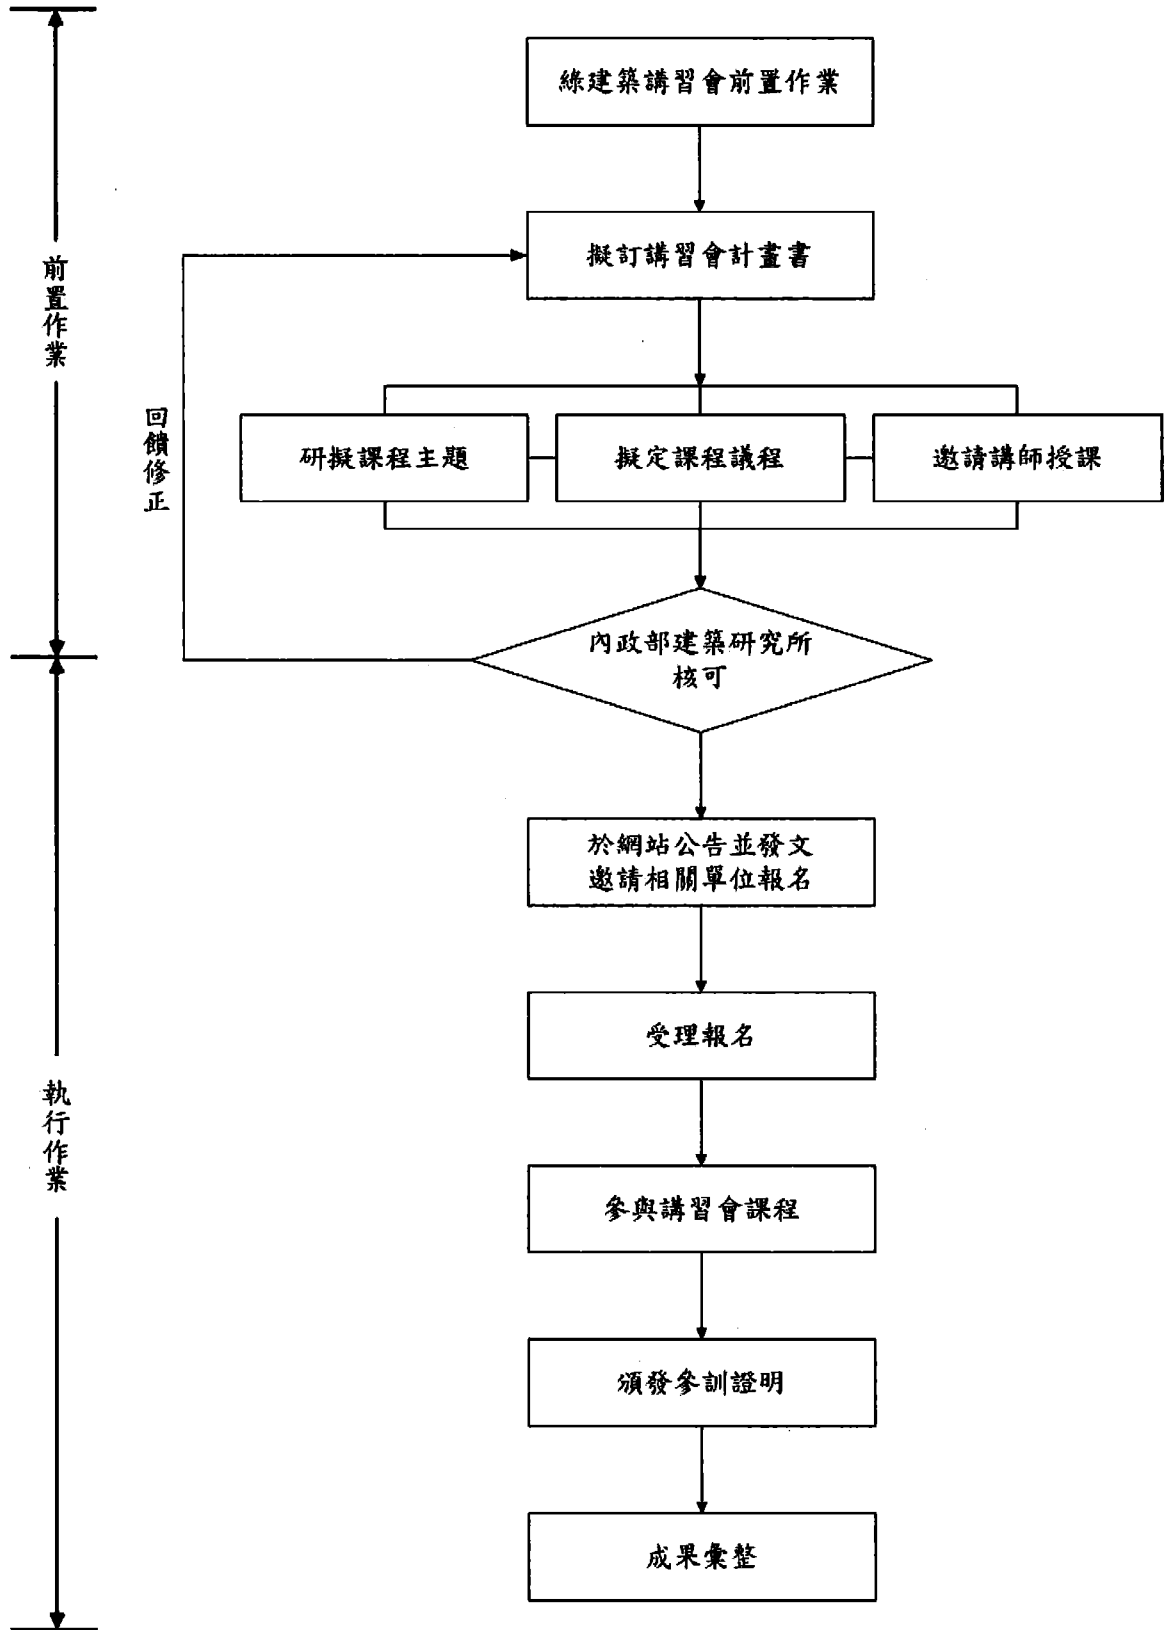 綠建築講習會前置作業
擬訂講習會計畫書
前置作業
回饋修正
研擬課程主題
擬定課程議程
邀請講師授課
內政部建築研究所
核可
於網站公告並發文
邀請相關單位報名
受理報名
執行作業
參與講習會課程
頒發參訓證明
成果彙整